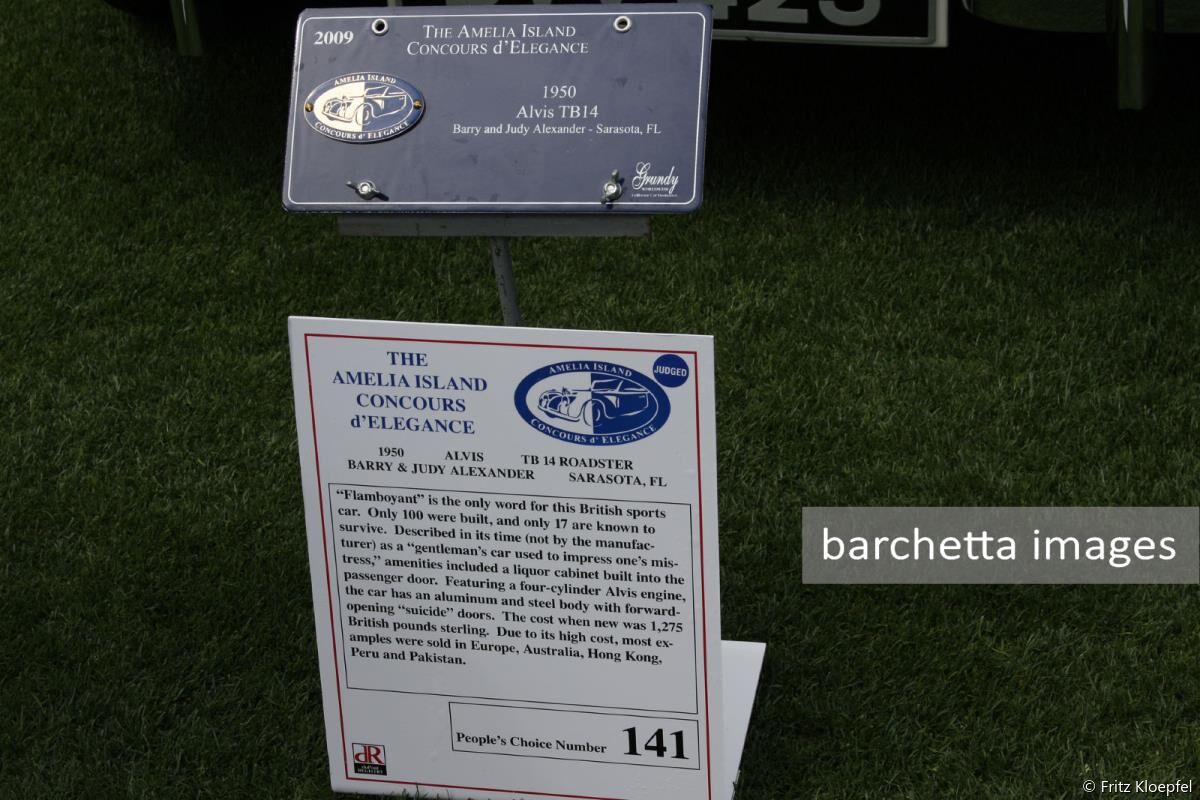 425
2009
THE AMELIA ISLAND
CONCOURS d'ELEGANCE
AMELIA ISLAND
CONCOURS d' ELEGANCE
1950
Alvis TB14
Barry and Judy Alexander - Sarasota, FL
Grundy
WORLDWIDE
THE
AMELIA ISLAND
CONCOURS
d'ELEGANCE
AMELIA ISLAND
CONCOURS d' ELEGANCE
JUDGED
1950 ALVIS TB 14 ROADSTER
BARRY & JUDY ALEXANDER SARASOTA, FL
“Flamboyant” is the only word for this British sports
car. Only 100 were built, and only 17 are known to
survive. Described in its time (not by the manufac-
turer) as a “gentleman's car used to impress one's mis-
tress,” amenities included a liquor cabinet built into the
passenger door. Featuring a four-cylinder Alvis engine,
the car has an aluminum and steel body with forward-
opening “suicide” doors. The cost when new was 1,275
British pounds sterling. Due to its high cost, most ex-
amples were sold in Europe, Australia, Hong Kong,
Peru and Pakistan.
People's Choice Number 141
dR
duPont
REGISTRY
barchetta images
© Fritz Kloepfel